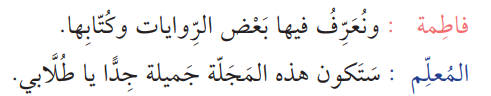 فاطِمة : ونُعَرِّفُ فيها بَعْض الرِّوايات وكُتّابِها.
المُعلِّم : سَتَكون هذه المَجَلّة جَميلة جِدًّا يا طُلَّابي.